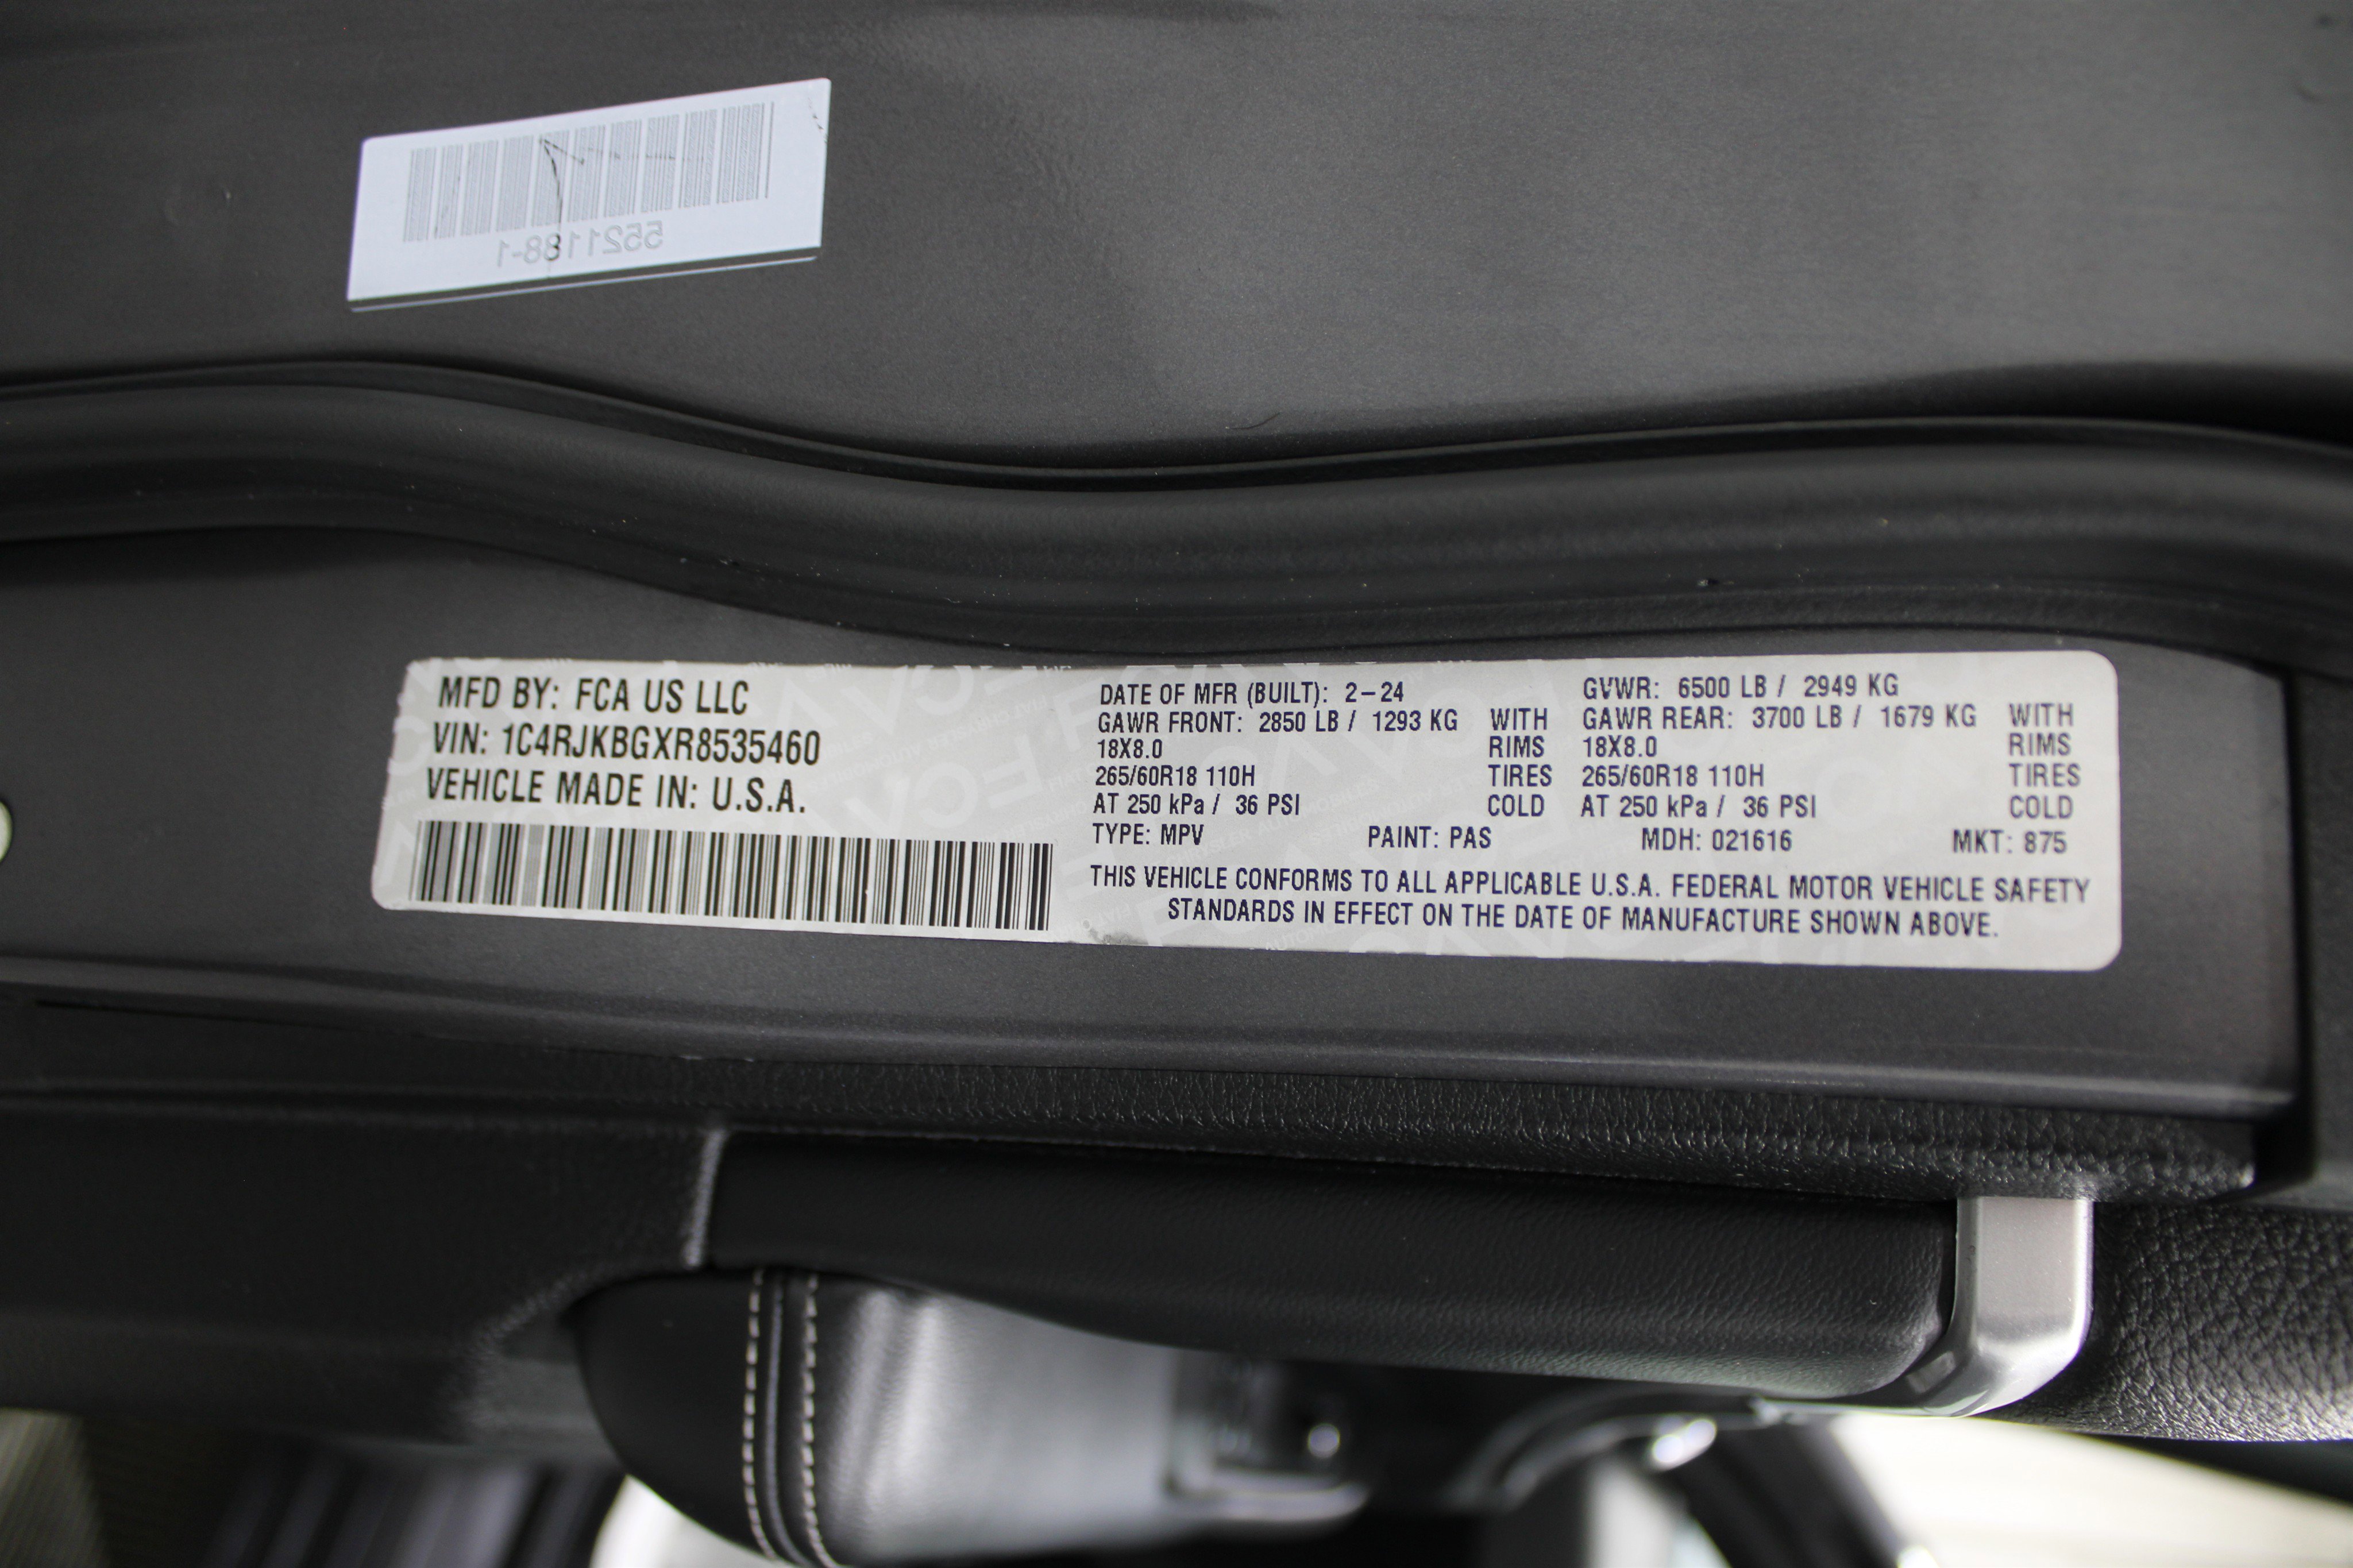 5521188-1
MFD BY: FCA US LLC
VIN: 1C4RJKBGXR8535460
VEHICLE MADE IN: U.S.A.
DATE OF MFR (BUILT): 2-24 GVWR: 6500 LB / 2949 KG
GAWR FRONT: 2850 LB / 1293 KG WITH GAWR REAR: 3700 LB / 1679 KG WITH
18X8.0 RIMS 18X8.0 RIMS
265/60R18 110H TIRES 265/60R18 110H TIRES
AT 250 kPa / 36 PSI COLD AT 250 kPa / 36 PSI COLD
TYPE: MPV PAINT: PAS MDH: 021616 MKT: 875
THIS VEHICLE CONFORMS TO ALL APPLICABLE U.S.A. FEDERAL MOTOR VEHICLE SAFETY
STANDARDS IN EFFECT ON THE DATE OF MANUFACTURE SHOWN ABOVE.